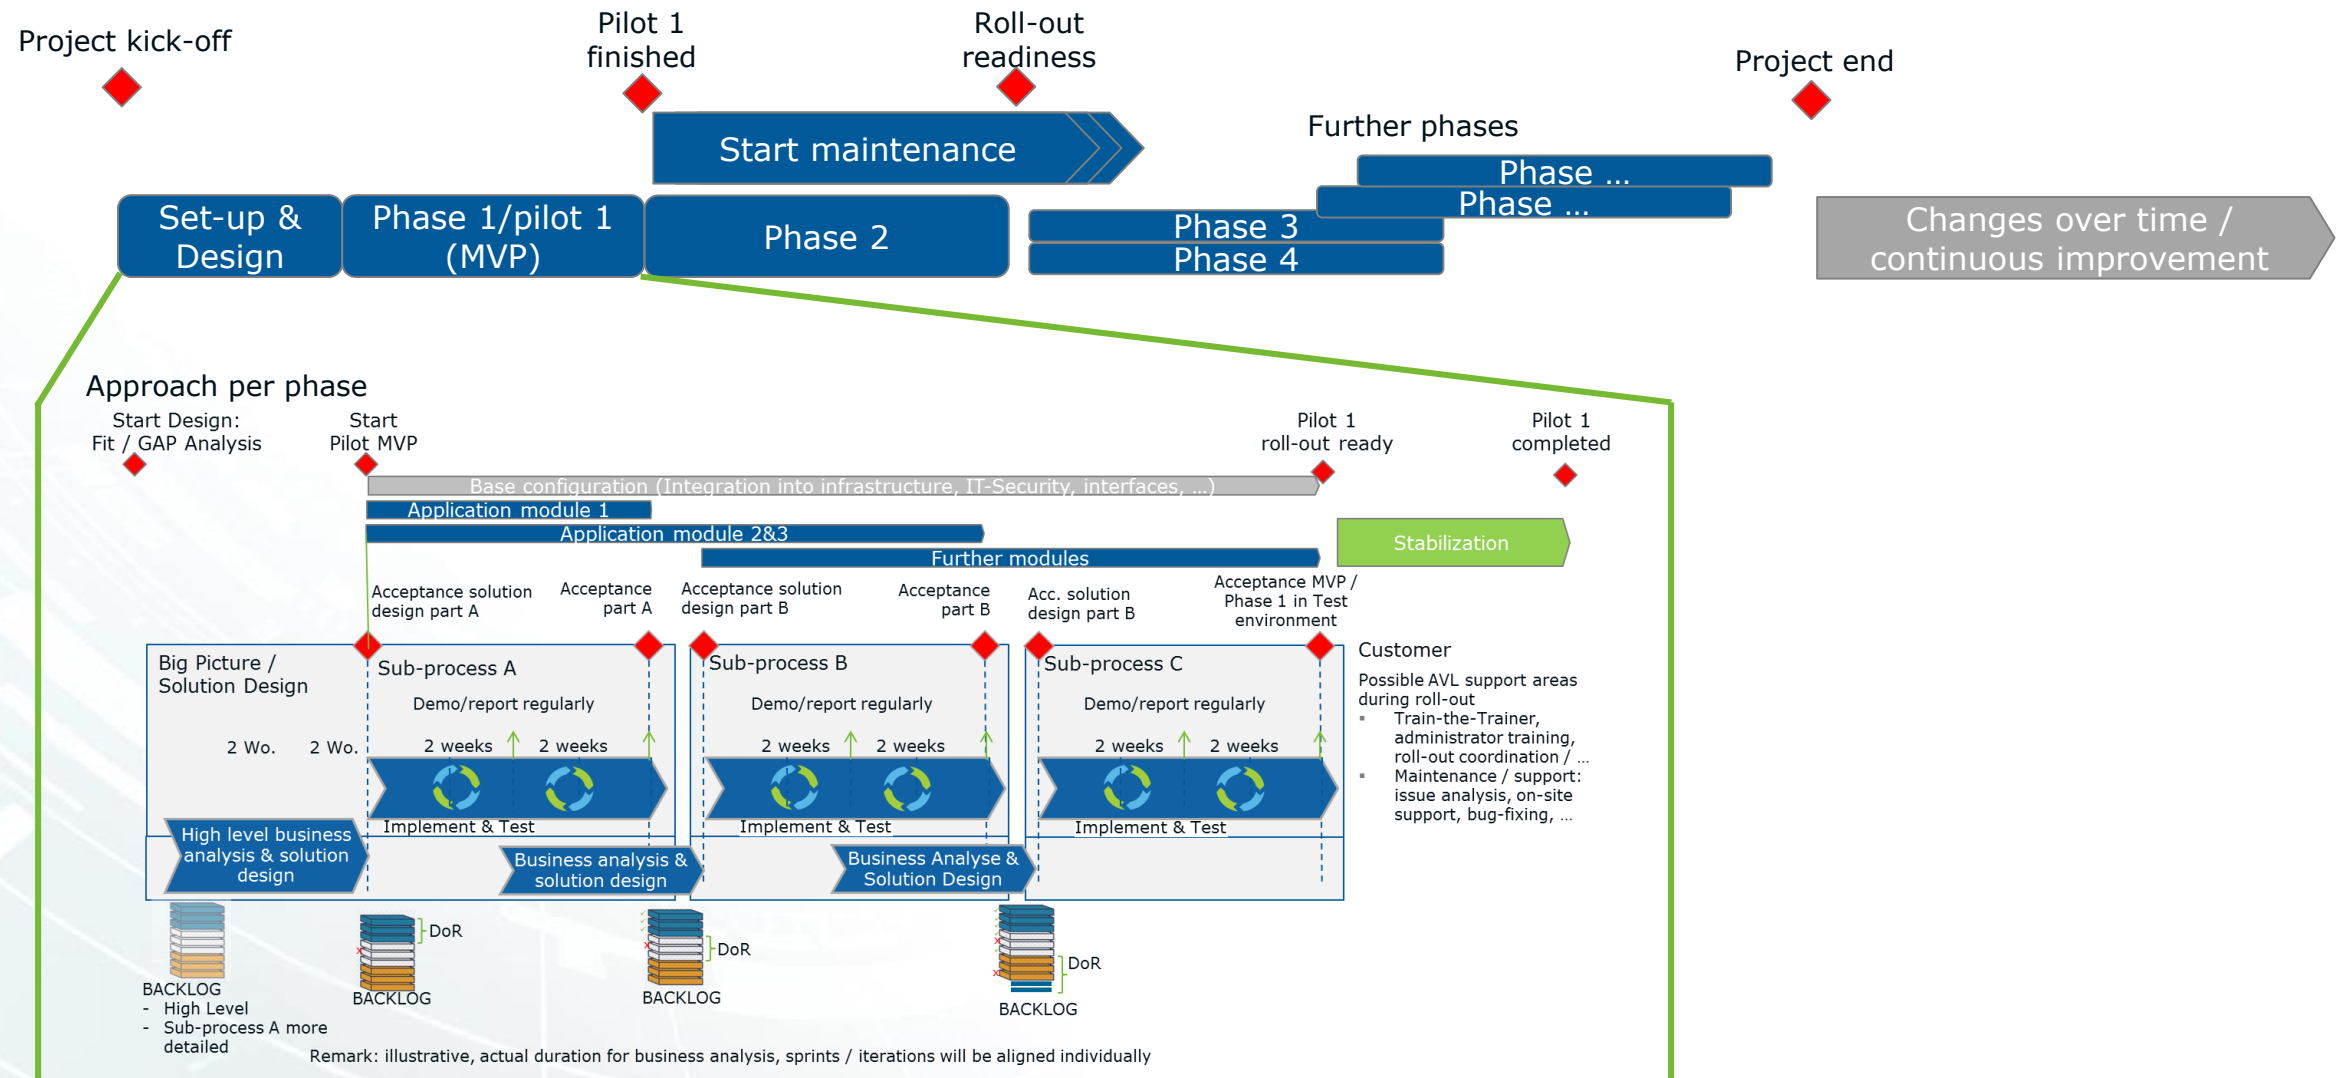 Project kick-off
Pilot 1
finished
Roll-out
readiness
Project end
Start maintenance
Further phases
Phase ...
Phase ...
Set-up &
Design
Phase 1/pilot 1
(MVP)
Phase 2
Phase 3
Phase 4
Changes over time /
continuous improvement
Approach per phase
Start Design:
Fit / GAP Analysis
Start
Pilot MVP
Pilot 1
roll-out ready
Pilot 1
completed
Base configuration (Integration into infrastructure, IT-Security, interfaces, ...)
Application module 1
Application module 2&3
Further modules
Stabilization
Acceptance solution
design part A
Acceptance
part A
Acceptance solution
design part B
Acceptance
part B
Acc. solution
design part B
Acceptance MVP /
Phase 1 in Test
environment
Big Picture /
Solution Design
2 Wo.
2 Wo.
Sub-process A
Demo/report regularly
2 weeks
2 weeks
Implement & Test
Sub-process B
Demo/report regularly
2 weeks
2 weeks
Implement & Test
Sub-process C
Demo/report regularly
2 weeks
2 weeks
Implement & Test
High level business
analysis & solution
design
Business analysis &
solution design
Business Analyse &
Solution Design
Customer
Possible AVL support areas
during roll-out
▪ Train-the-Trainer,
administrator training,
roll-out coordination / ...
▪ Maintenance / support:
issue analysis, on-site
support, bug-fixing, ...
BACKLOG
- High Level
- Sub-process A more
detailed
x
DoR
BACKLOG
x
DoR
BACKLOG
x
x
DoR
BACKLOG
Remark: illustrative, actual duration for business analysis, sprints / iterations will be aligned individually